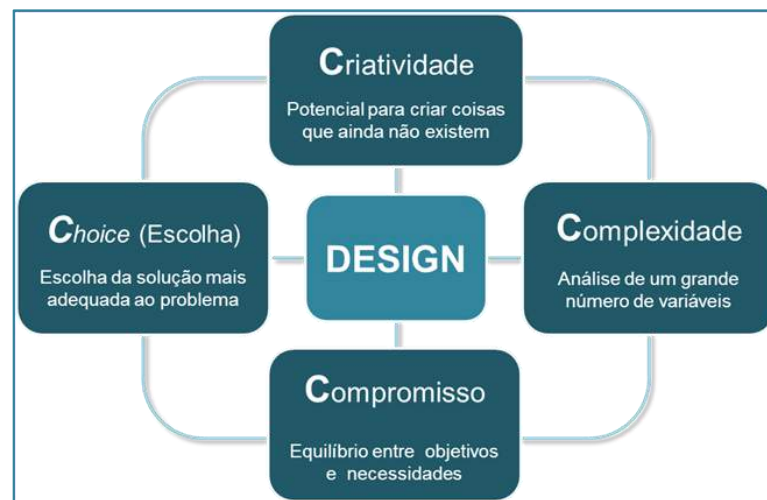 Criatividade
Potencial para criar coisas
que ainda não existem
Choice (Escolha)
Escolha da solução mais
adequada ao problema
DESIGN
Complexidade
Análise de um grande
número de variáveis
Compromisso
Equilíbrio entre objetivos
e necessidades